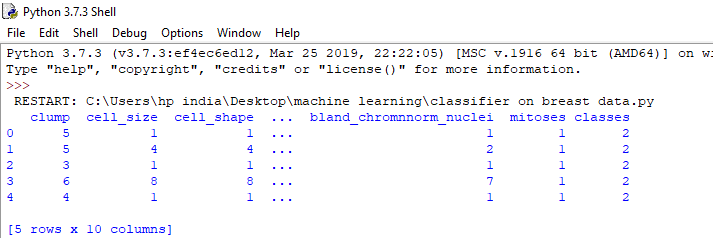 Python 3.7.3 Shell
File Edit Shell Debug Options Window Help
Python 3.7.3 (v3.7.3:ef4ec6ed12, Mar 25 2019, 22:22:05) [MSC v.1916 64 bit (AMD64)] on wi
Type "help", "copyright", "credits" or "license()" for more information.
>>>
RESTART: C:\Users\hp india\Desktop\machine learning\classifier on breast data.py
clump cell_size cell_shape ... bland_chromnnorm_nuclei mitoses classes
0 5 1 1 ... 1 1 2
1 5 4 4 ... 2 1 2
2 3 1 1 ... 1 1 2
3 6 8 8 ... 7 1 2
4 4 1 1 ... 1 1 2
[5 rows x 10 columns]